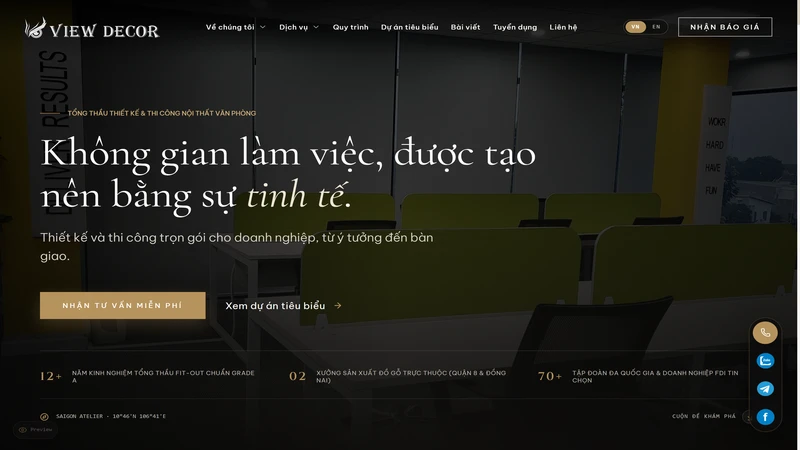 VIEW DECOR
Về chúng tôi
Dịch vụ
Quy trình
Dự án tiêu biểu
Bài viết
Tuyển dụng
Liên hệ
VN
EN
NHẬN BÁO GIÁ
DELIVER RESULTS
WOKR
HARD
HAVE
FUN
TỔNG THẦU THIẾT KẾ & THI CÔNG NỘI THẤT VĂN PHÒNG
Không gian làm việc, được tạo
nên bằng sự tinh tế.
Thiết kế và thi công trọn gói cho doanh nghiệp, từ ý tưởng đến bàn
giao.
NHẬN TƯ VẤN MIỄN PHÍ
Xem dự án tiêu biểu →
12+
NĂM KINH NGHIỆM TỔNG THẦU FIT-OUT CHUẨN GRADE
A
02
XƯỞNG SẢN XUẤT ĐỒ GỖ TRỰC THUỘC (QUẬN 8 & ĐỒNG
NAI)
70+
TẬP ĐOÀN ĐA QUỐC GIA & DOANH NGHIỆP FDI TIN
CHỌN
SAIGON ATELIER · 10°46'N 106°41'E
CUỘN ĐỂ KHÁM PHÁ
Preview